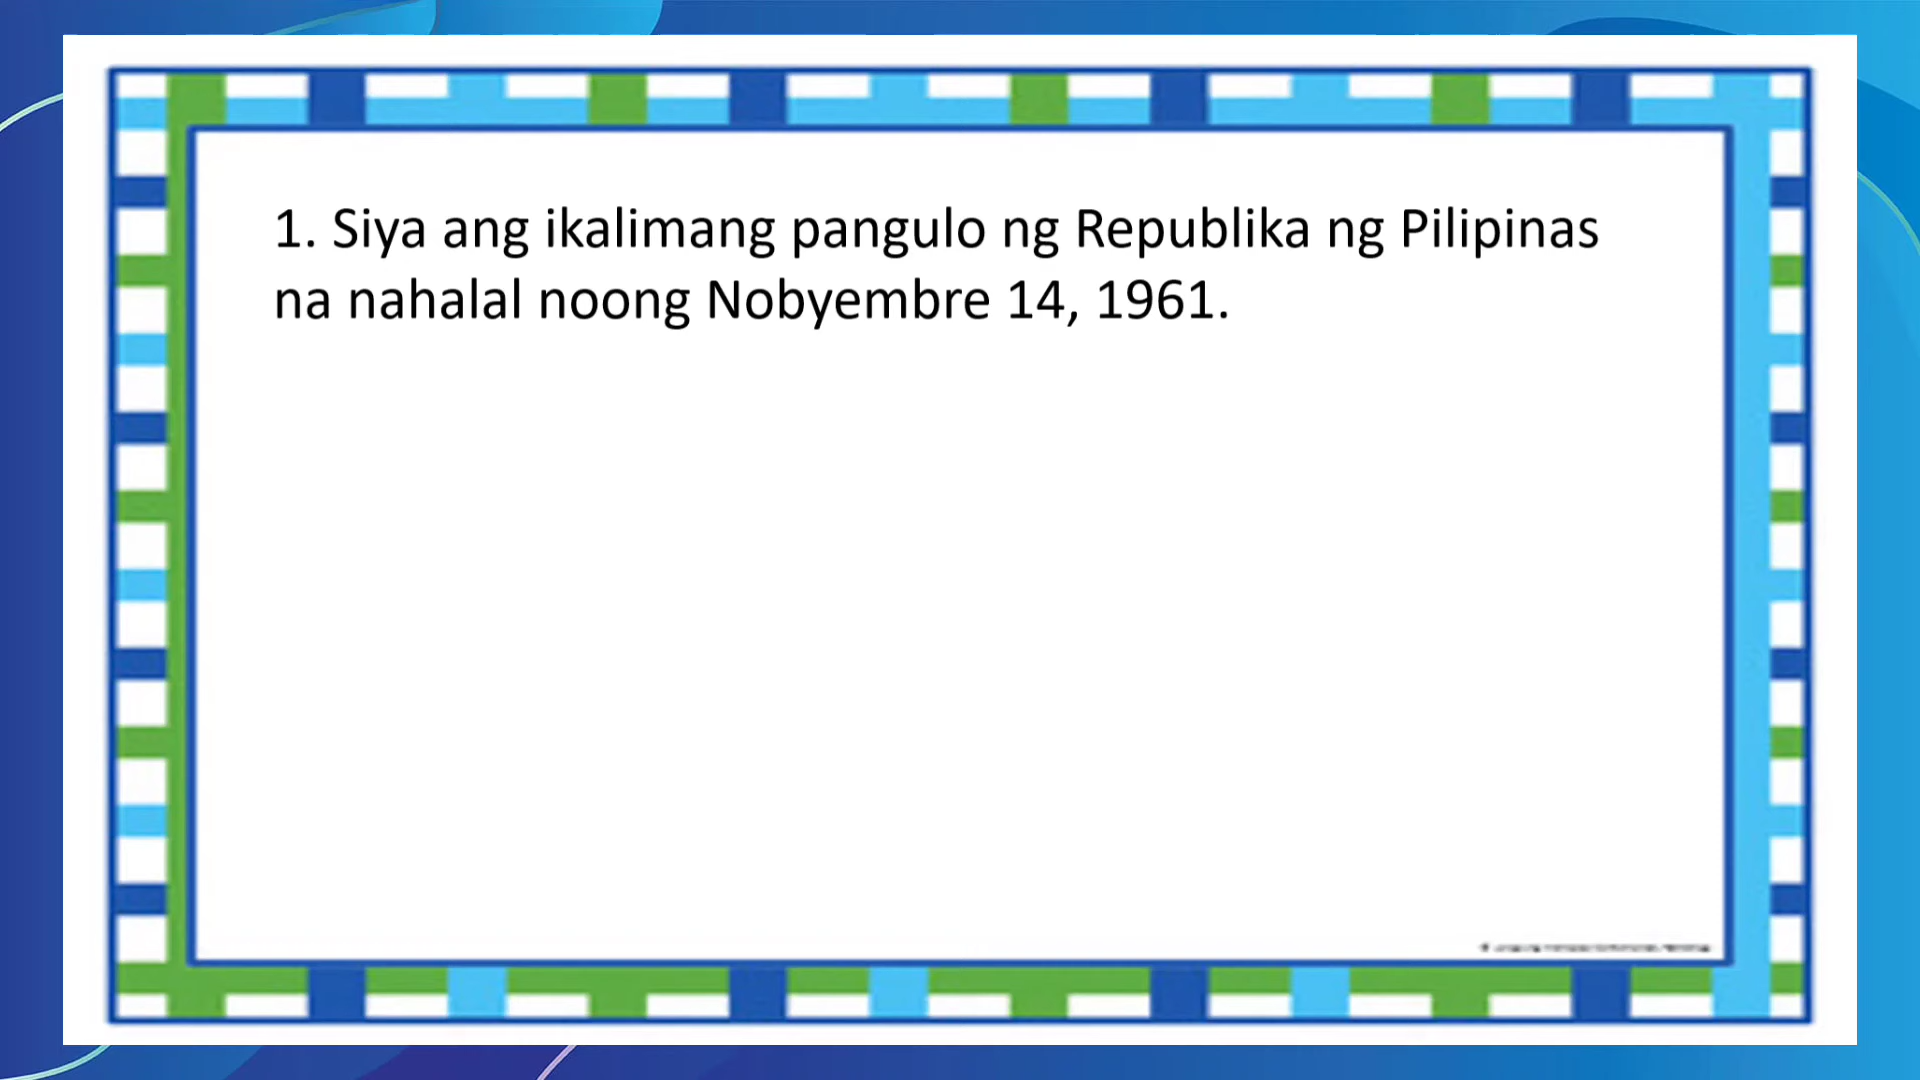 1. Siya ang ikalimang pangulo ng Republika ng Pilipinas
na nahalal noong Nobyembre 14, 1961.